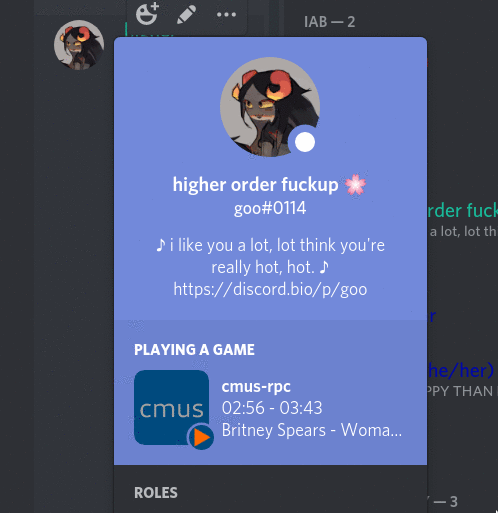 IAB — 2
higher order fuckup 🌸
goo#0114
♪ i like you a lot, lot think you're
really hot, hot. ♪
https://discord.bio/p/goo
rder fuck
a lot, lot th
r
he/her)
PPY THAN
PLAYING A GAME
cmus
cmus-rpc
02:56 - 03:43
Britney Spears - Woma...
ROLES
— 3